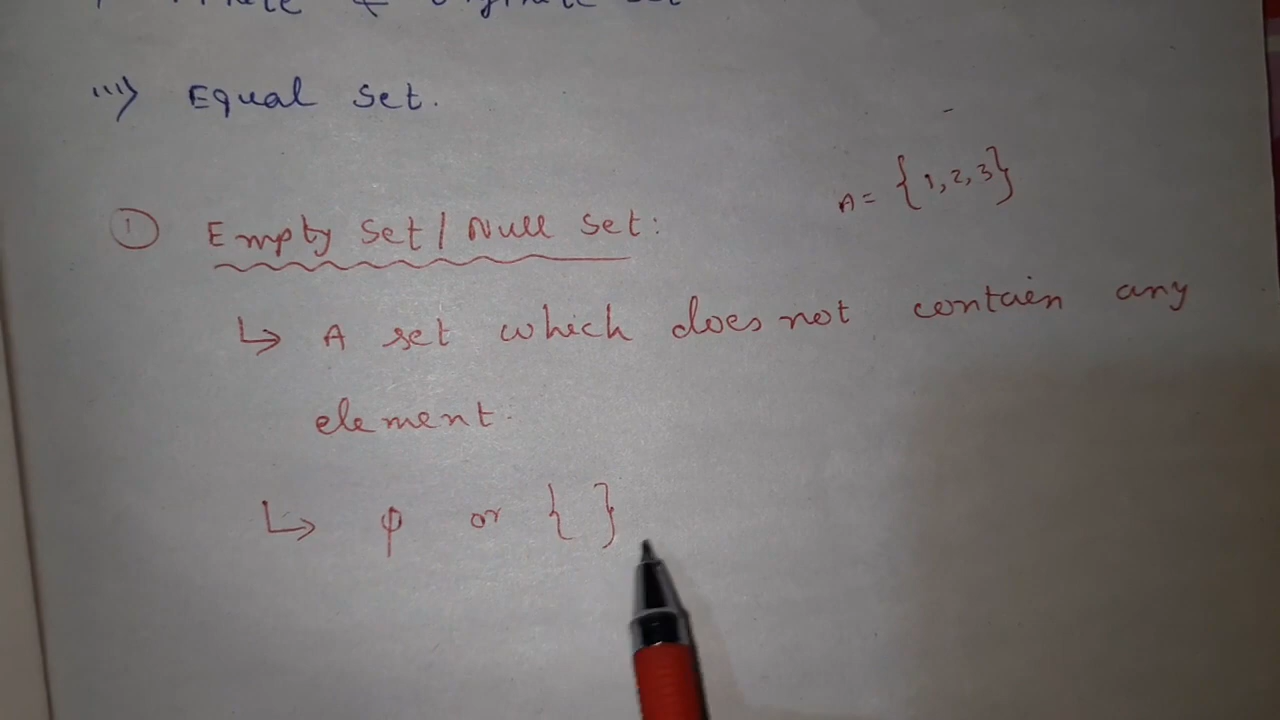 set
iii) Equal set.
A = {1,2,3}
① Empty set / Null set:
↳ A set which does not contain any
element.
↳ φ or { }